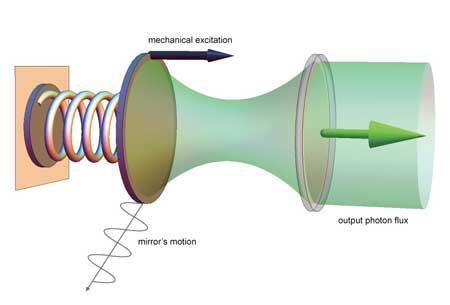 mechanical excitation
mirror's motion
output photon flux